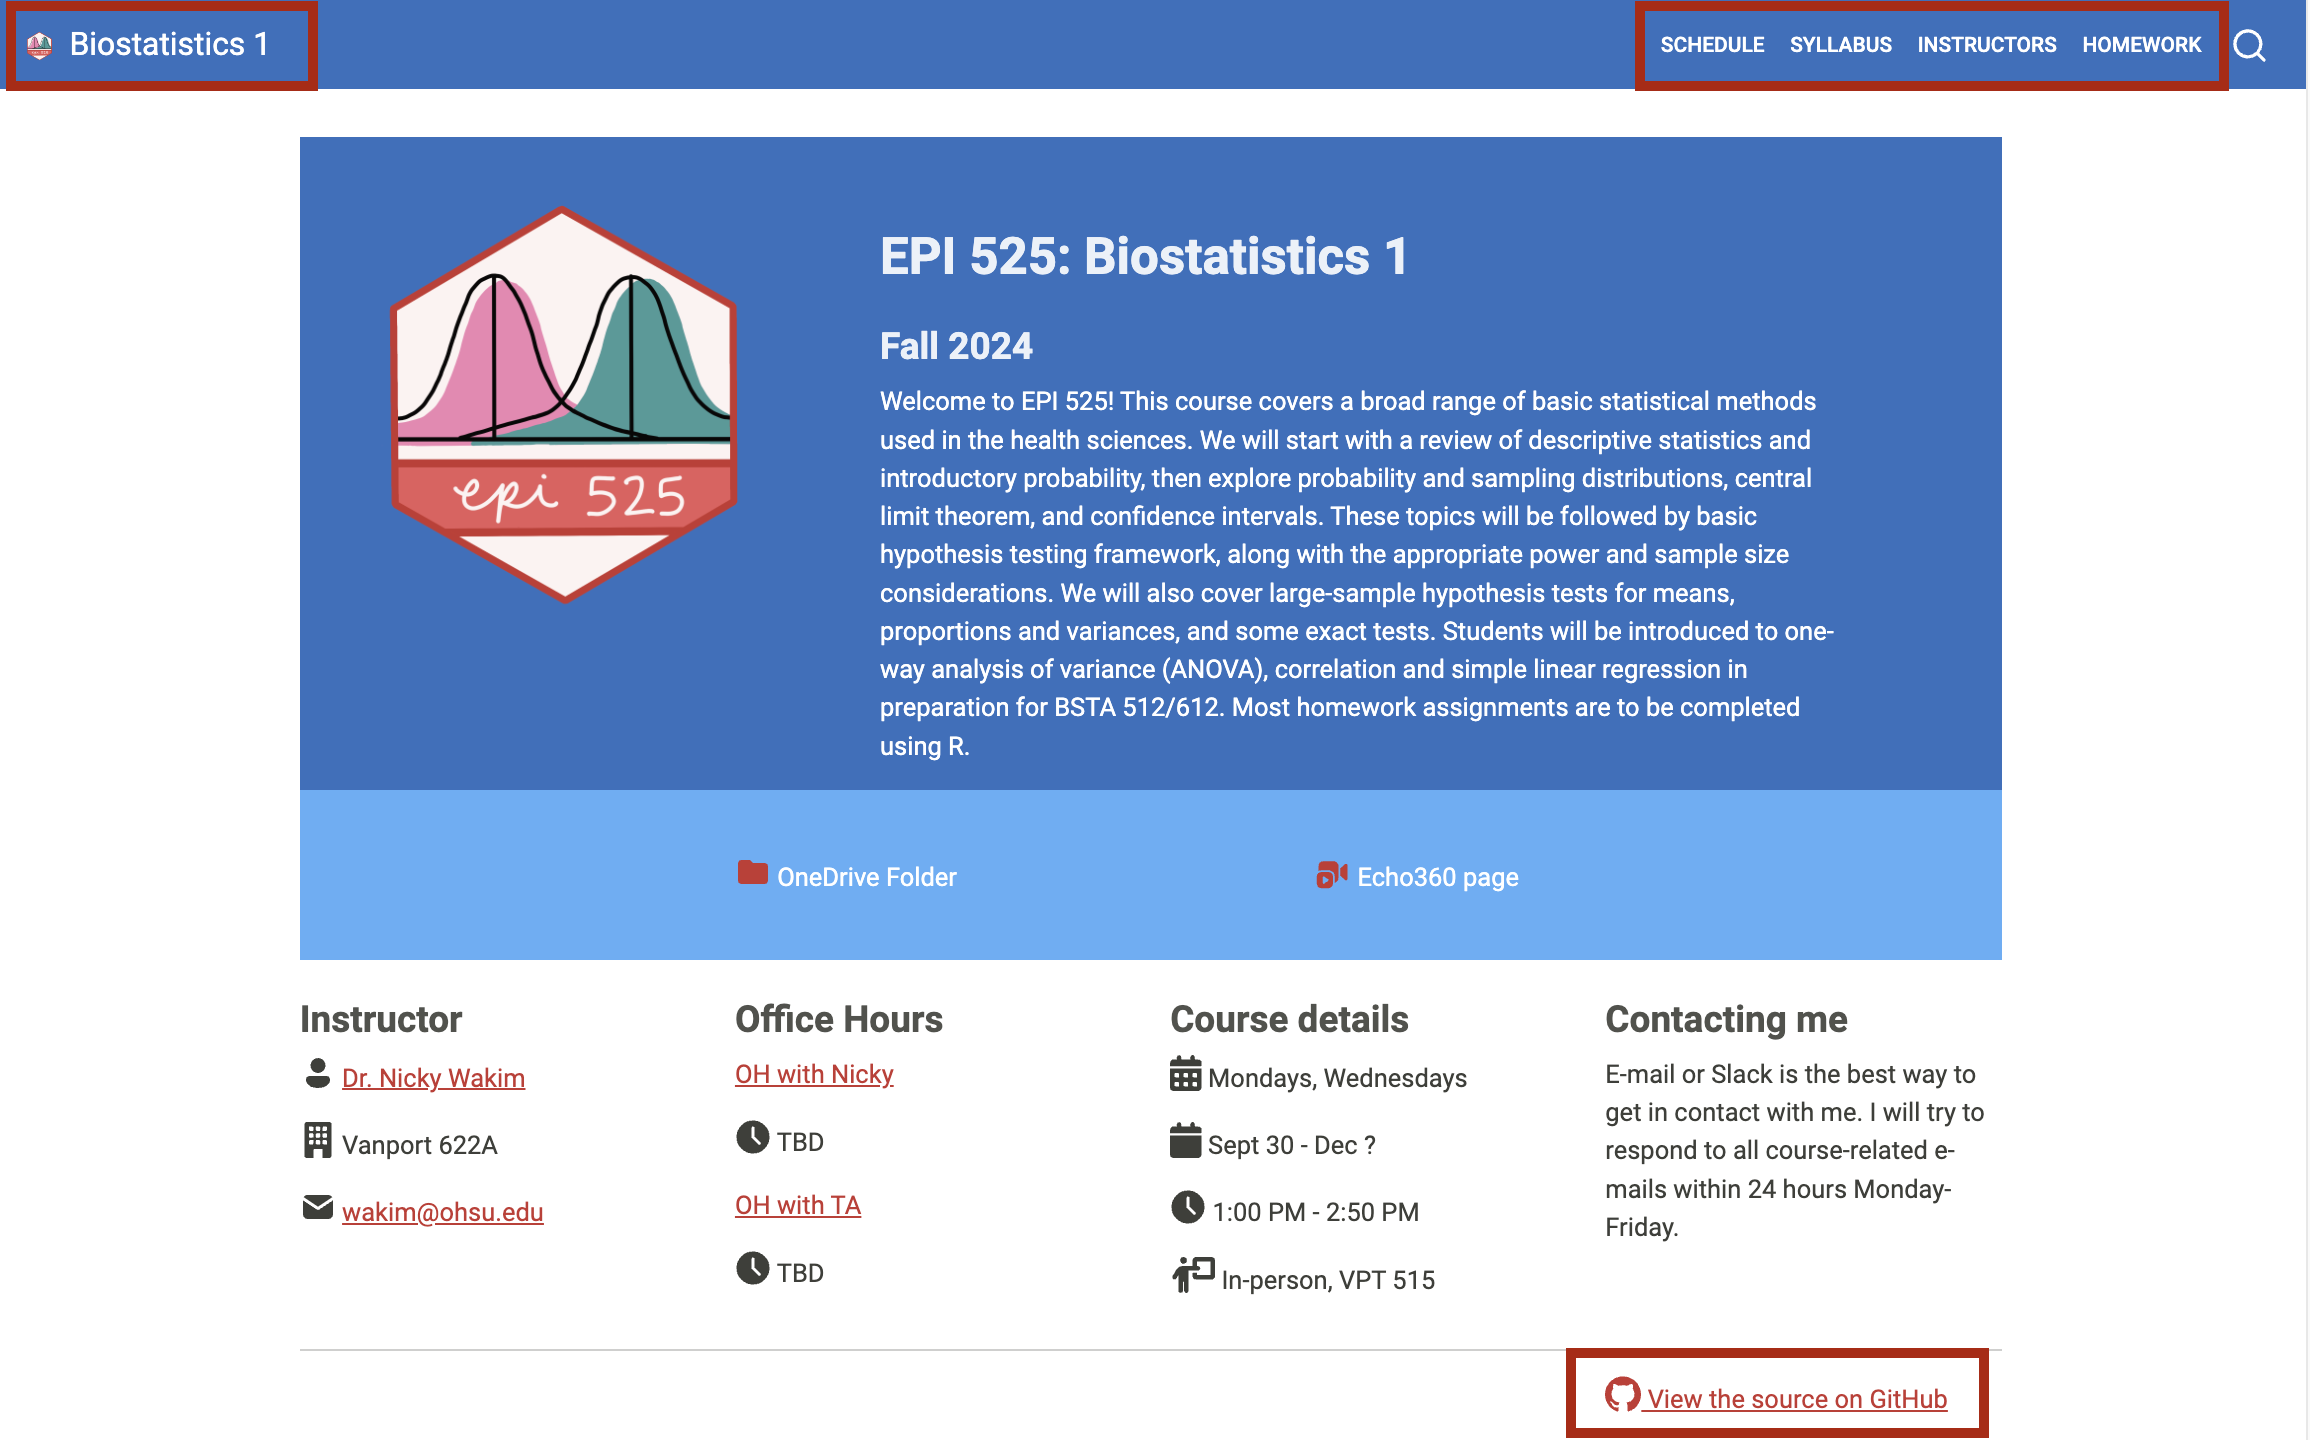 Biostatistics 1
SCHEDULE SYLLABUS INSTRUCTORS HOMEWORK
epi 525
EPI 525: Biostatistics 1
Fall 2024
Welcome to EPI 525! This course covers a broad range of basic statistical methods
used in the health sciences. We will start with a review of descriptive statistics and
introductory probability, then explore probability and sampling distributions, central
limit theorem, and confidence intervals. These topics will be followed by basic
hypothesis testing framework, along with the appropriate power and sample size
considerations. We will also cover large-sample hypothesis tests for means,
proportions and variances, and some exact tests. Students will be introduced to one-
way analysis of variance (ANOVA), correlation and simple linear regression in
preparation for BSTA 512/612. Most homework assignments are to be completed
using R.
OneDrive Folder
Echo360 page
Instructor
Dr. Nicky Wakim
Vanport 622A
wakim@ohsu.edu
Office Hours
OH with Nicky
TBD
OH with TA
TBD
Course details
Mondays, Wednesdays
Sept 30 - Dec ?
1:00 PM - 2:50 PM
In-person, VPT 515
Contacting me
E-mail or Slack is the best way to
get in contact with me. I will try to
respond to all course-related e-
mails within 24 hours Monday-
Friday.
View the source on GitHub